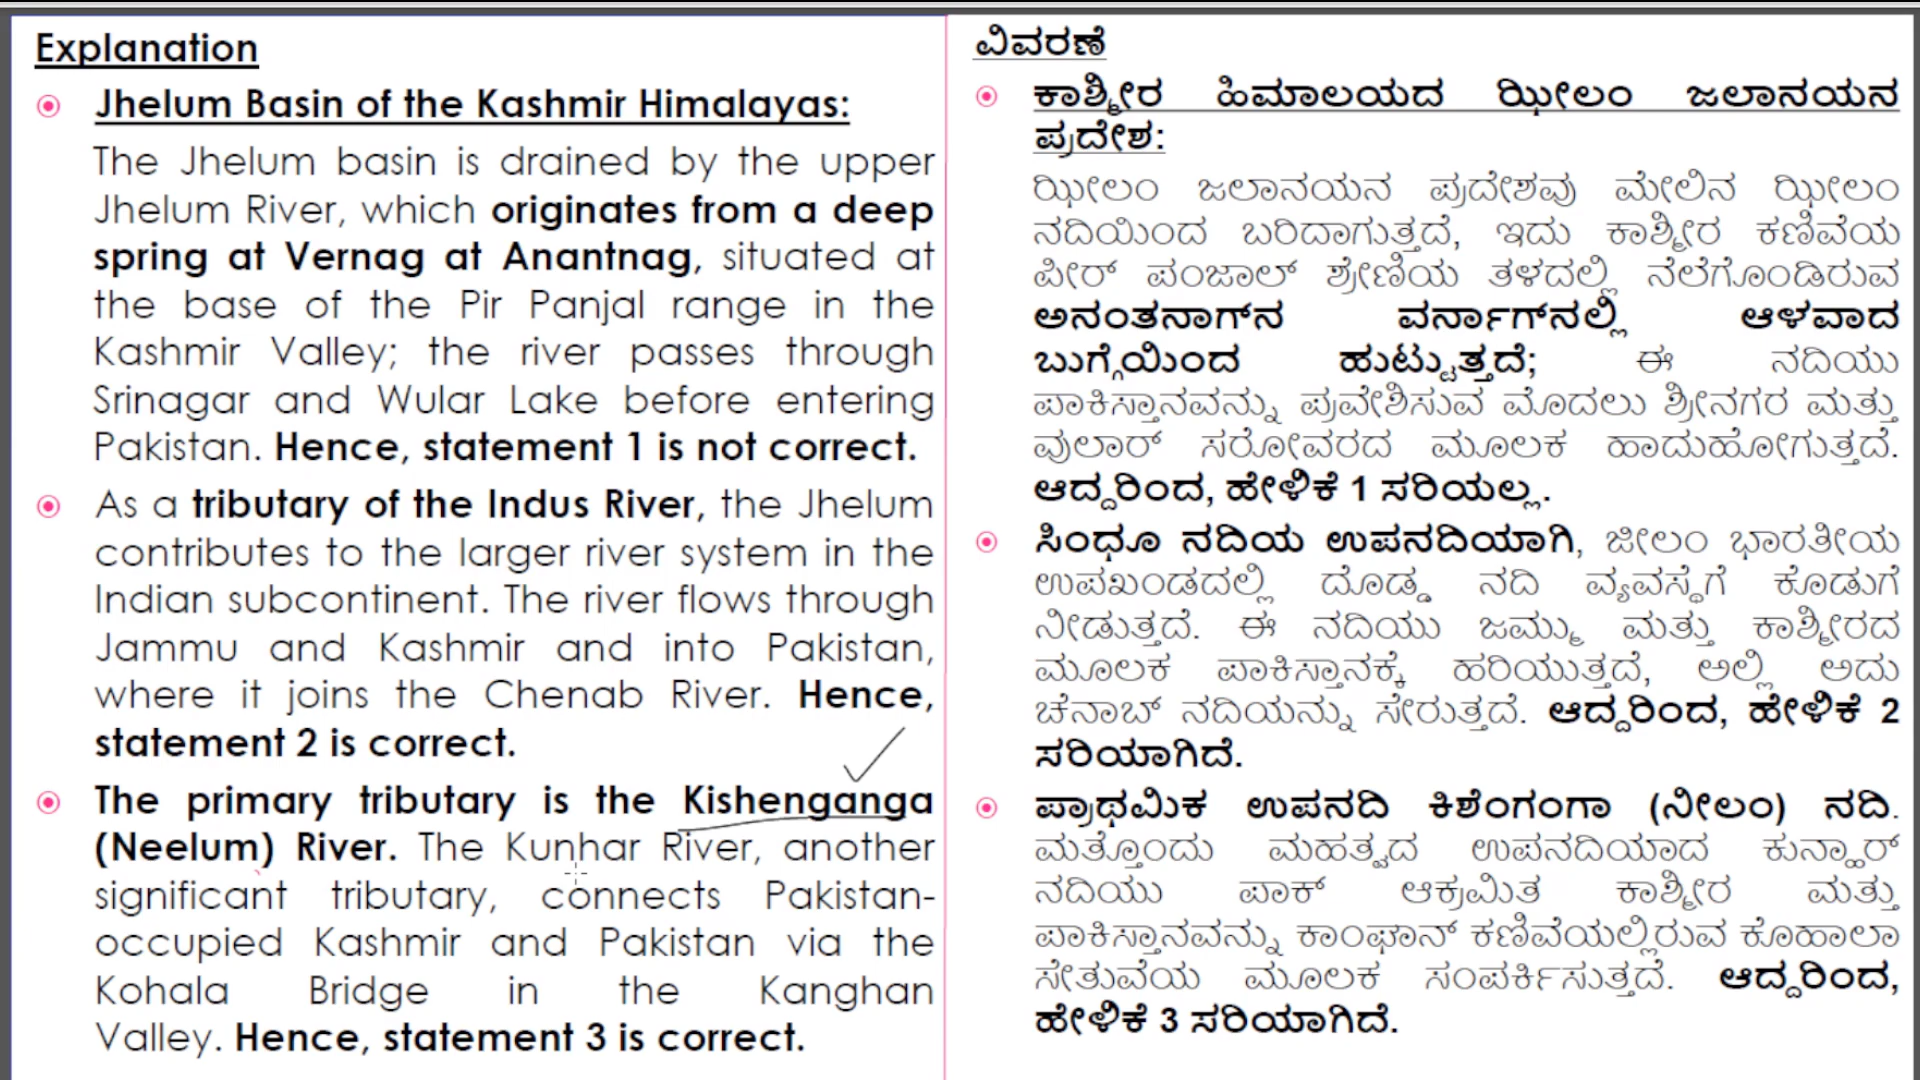 Explanation
Jhelum Basin of the Kashmir Himalayas:
The Jhelum basin is drained by the upper
Jhelum River, which originates from a deep
spring at Vernag at Anantnag, situated at
the base of the Pir Panjal range in the
Kashmir Valley; the river passes through
Srinagar and Wular Lake before entering
Pakistan. Hence, statement 1 is not correct.
As a tributary of the Indus River, the Jhelum
contributes to the larger river system in the
Indian subcontinent. The river flows through
Jammu and Kashmir and into Pakistan,
where it joins the Chenab River. Hence,
statement 2 is correct.
The primary tributary is the Kishenganga
(Neelum) River. The Kunhar River, another
significant tributary, connects Pakistan-
occupied Kashmir and Pakistan via the
Kohala Bridge in the Kanghan
Valley. Hence, statement 3 is correct.
ವಿವರಣೆ
ಕಾಶ್ಮೀರ ಹಿಮಾಲಯದ ಝೀಲಂ ಜಲಾನಯನ
ಪ್ರದೇಶ:
ಝೀಲಂ ಜಲಾನಯನ ಪ್ರದೇಶವು ಮೇಲಿನ ಝೀಲಂ
ನದಿಯಿಂದ ಬರಿದಾಗುತ್ತದೆ, ಇದು ಕಾಶ್ಮೀರ ಕಣಿವೆಯ
ಪೀರ್ ಪಂಜಾಲ್ ಶ್ರೇಣಿಯ ತಳದಲ್ಲಿ ನೆಲೆಗೊಂಡಿರುವ
ಅನಂತನಾಗ್‌ನ ವರ್ನಾಗ್‌ನಲ್ಲಿ ಆಳವಾದ
ಬುಗ್ಗೆಯಿಂದ ಹುಟ್ಟುತ್ತದೆ; ಈ ನದಿಯು
ಪಾಕಿಸ್ತಾನವನ್ನು ಪ್ರವೇಶಿಸುವ ಮೊದಲು ಶ್ರೀನಗರ ಮತ್ತು
ವುಲಾರ್ ಸರೋವರದ ಮೂಲಕ ಹಾದುಹೋಗುತ್ತದೆ.
ಆದ್ದರಿಂದ, ಹೇಳಿಕೆ 1 ಸರಿಯಲ್ಲ.
ಸಿಂಧೂ ನದಿಯ ಉಪನದಿಯಾಗಿ, ಜೀಲಂ ಭಾರತೀಯ
ಉಪಖಂಡದಲ್ಲಿ ದೊಡ್ಡ ನದಿ ವ್ಯವಸ್ಥೆಗೆ ಕೊಡುಗೆ
ನೀಡುತ್ತದೆ. ಈ ನದಿಯು ಜಮ್ಮು ಮತ್ತು ಕಾಶ್ಮೀರದ
ಮೂಲಕ ಪಾಕಿಸ್ತಾನಕ್ಕೆ ಹರಿಯುತ್ತದೆ, ಅಲ್ಲಿ ಅದು
ಚೆನಾಬ್ ನದಿಯನ್ನು ಸೇರುತ್ತದೆ. ಆದ್ದರಿಂದ, ಹೇಳಿಕೆ 2
ಸರಿಯಾಗಿದೆ.
ಪ್ರಾಥಮಿಕ ಉಪನದಿ ಕಿಶೆಂಗಂಗಾ (ನೀಲಂ) ನದಿ.
ಮತ್ತೊಂದು ಮಹತ್ವದ ಉಪನದಿಯಾದ ಕುನ್ಹಾರ್
ನದಿಯು ಪಾಕ್ ಆಕ್ರಮಿತ ಕಾಶ್ಮೀರ ಮತ್ತು
ಪಾಕಿಸ್ತಾನವನ್ನು ಕಾಂಘಾನ್ ಕಣಿವೆಯಲ್ಲಿರುವ ಕೊಹಾಲಾ
ಸೇತುವೆಯ ಮೂಲಕ ಸಂಪರ್ಕಿಸುತ್ತದೆ. ಆದ್ದರಿಂದ,
ಹೇಳಿಕೆ 3 ಸರಿಯಾಗಿದೆ.